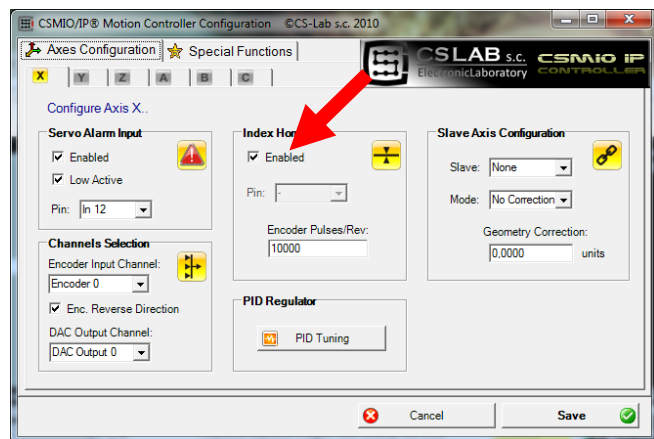 CSMIO/IP® Motion Controller Configuration ©CS-Lab s.c. 2010
Axes Configuration Special Functions
CSLAB s.c.
ElectronicLaboratory
CSMIO IP
CONTROLLER
X Y Z A B C
Configure Axis X..
Servo Alarm Input
Enabled
Low Active
Pin: In 12
Channels Selection
Encoder Input Channel:
Encoder 0
Enc. Reverse Direction
DAC Output Channel:
DAC Output 0
Index Ho
Enabled
Pin: -
Encoder Pulses/Rev:
10000
PID Regulator
PID Tuning
Slave Axis Configuration
Slave: None
Mode: No Correction
Geometry Correction:
0,0000 units
Cancel
Save